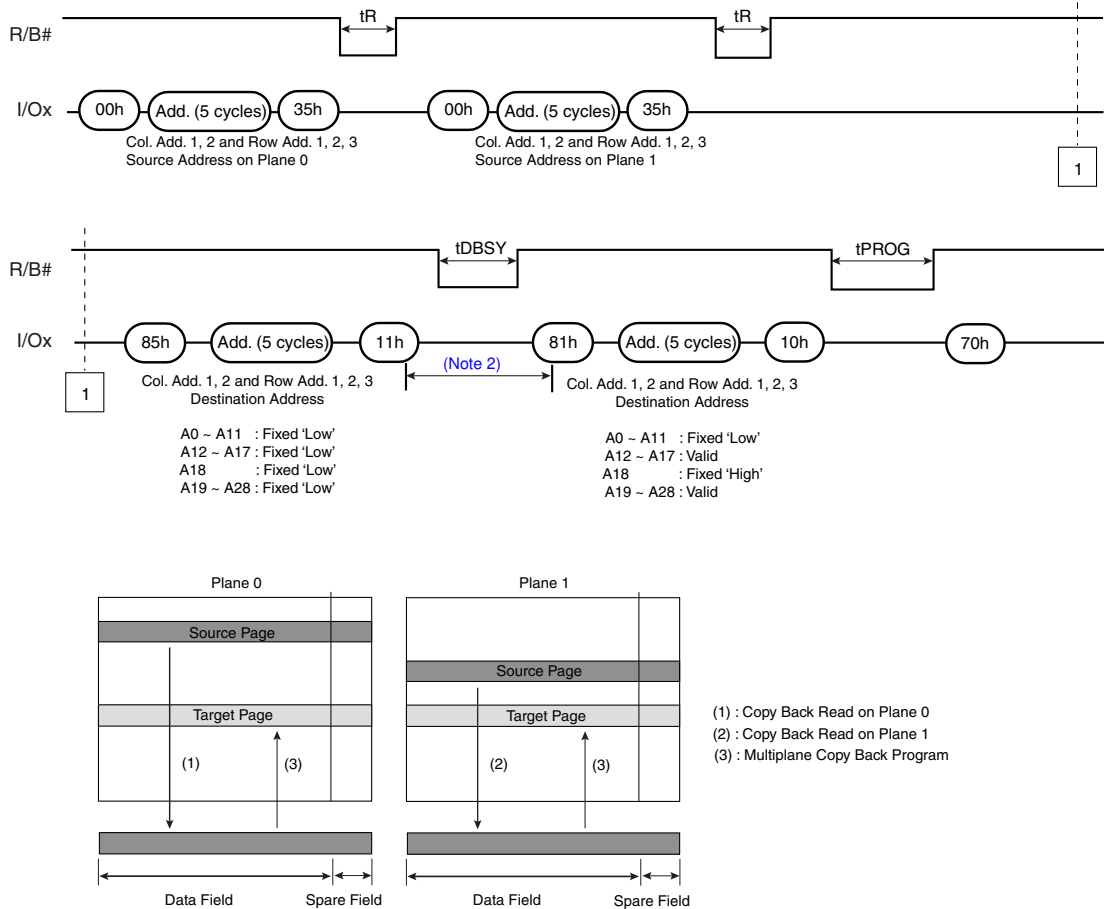 tR
tR
R/B#
I/Ox
00h
Add. (5 cycles)
35h
00h
Add. (5 cycles)
35h
Col. Add. 1, 2 and Row Add. 1, 2, 3
Source Address on Plane 0
Col. Add. 1, 2 and Row Add. 1, 2, 3
Source Address on Plane 1
1
tDBSY
tPROG
R/B#
I/Ox
85h
Add. (5 cycles)
11h
81h
Add. (5 cycles)
10h
70h
(Note 2)
1
Col. Add. 1, 2 and Row Add. 1, 2, 3
Destination Address
Col. Add. 1, 2 and Row Add. 1, 2, 3
Destination Address
A0 ~ A11 : Fixed ‘Low’
A12 ~ A17 : Fixed ‘Low’
A18 : Fixed ‘Low’
A19 ~ A28 : Fixed ‘Low’
A0 ~ A11 : Fixed ‘Low’
A12 ~ A17 : Valid
A18 : Fixed ‘High’
A19 ~ A28 : Valid
Plane 0
Plane 1
Source Page
Source Page
Target Page
Target Page
(1)
(3)
(2)
(3)
(1) : Copy Back Read on Plane 0
(2) : Copy Back Read on Plane 1
(3) : Multiplane Copy Back Program
Data Field
Spare Field
Data Field
Spare Field